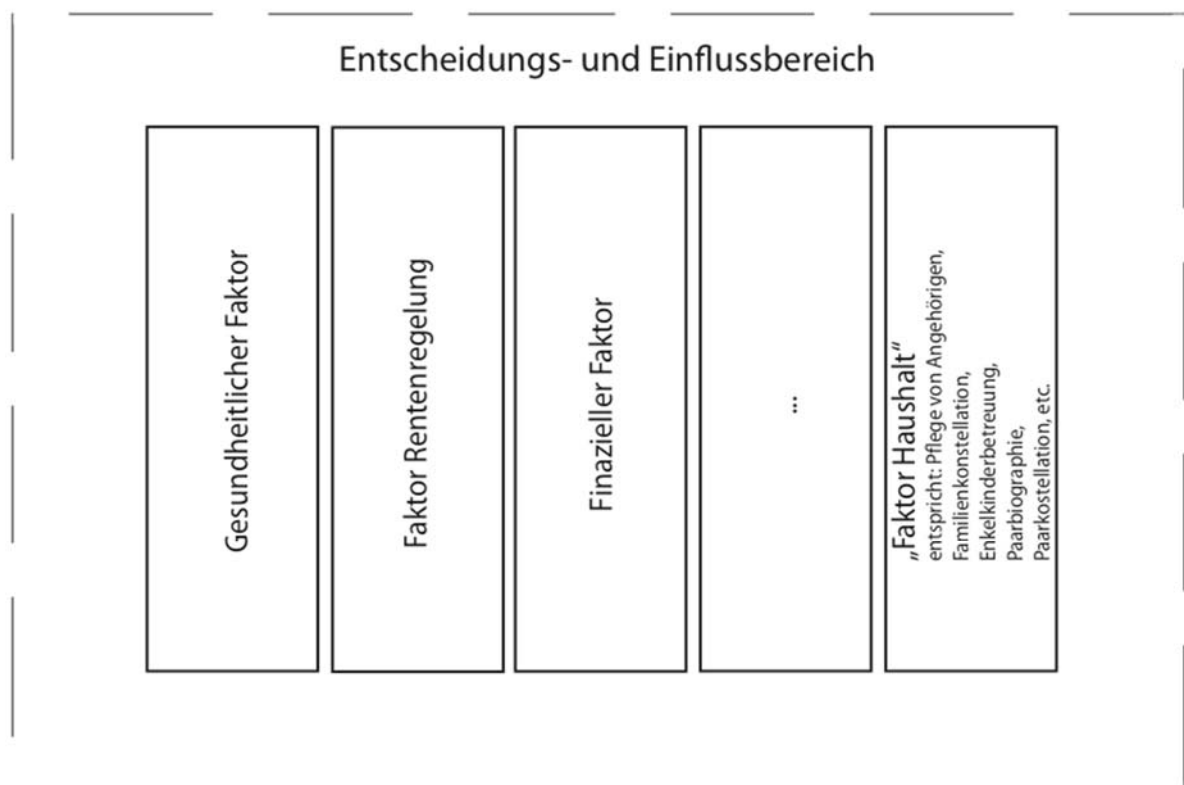 Entscheidungs- und Einflussbereich
Gesundheitlicher Faktor
Faktor Rentenregelung
Finazieller Faktor
...
„Faktor Haushalt“
entspricht: Pflege von Angehörigen,
Familienkonstellation,
Enkelkinderbetreuung,
Paarbiographie,
Paarkostellation, etc.